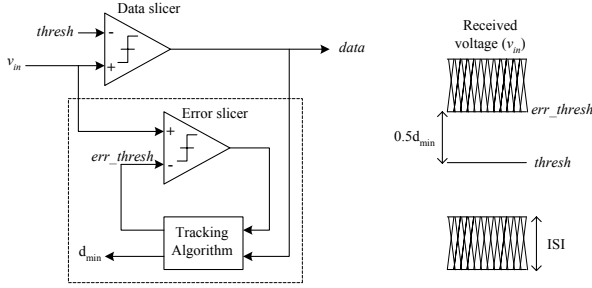 Data slicer
thresh
-
v_in
+
data
Error slicer
+
err_thresh
-
Tracking
Algorithm
d_min
Received
voltage (v_in)
err_thresh
0.5d_min
thresh
ISI